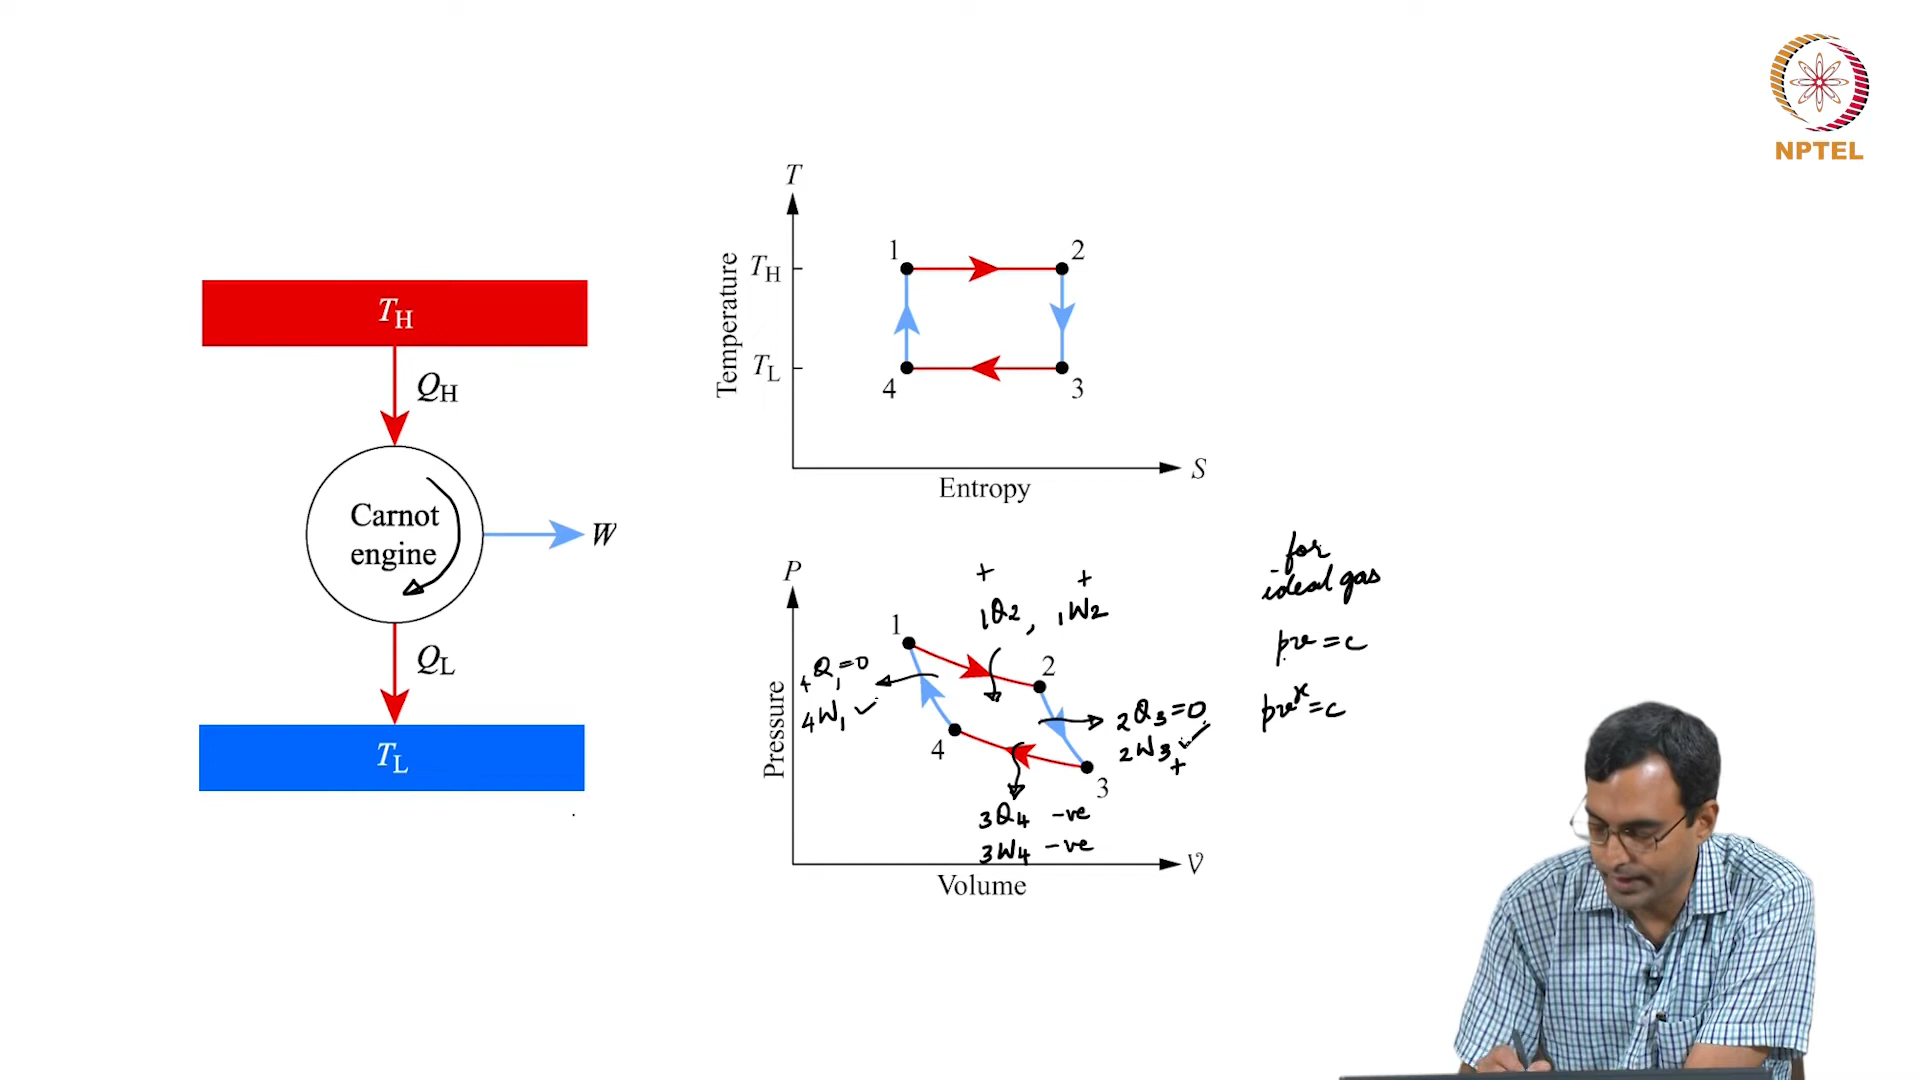 NPTEL
T_H
Q_H
Carnot
engine
W
Q_L
T_L
T
Temperature
T_H
T_L
1
2
4
3
S
Entropy
P
Pressure
+ +
₁Q₂, ₁W₂
1
2
₄Q₁=0
₄W₁ ✓
₂Q₃=0
₂W₃ ✓
+
4
3
₃Q₄ -ve
₃W₄ -ve
V
Volume
for
ideal gas
pv = c
pv^γ = c